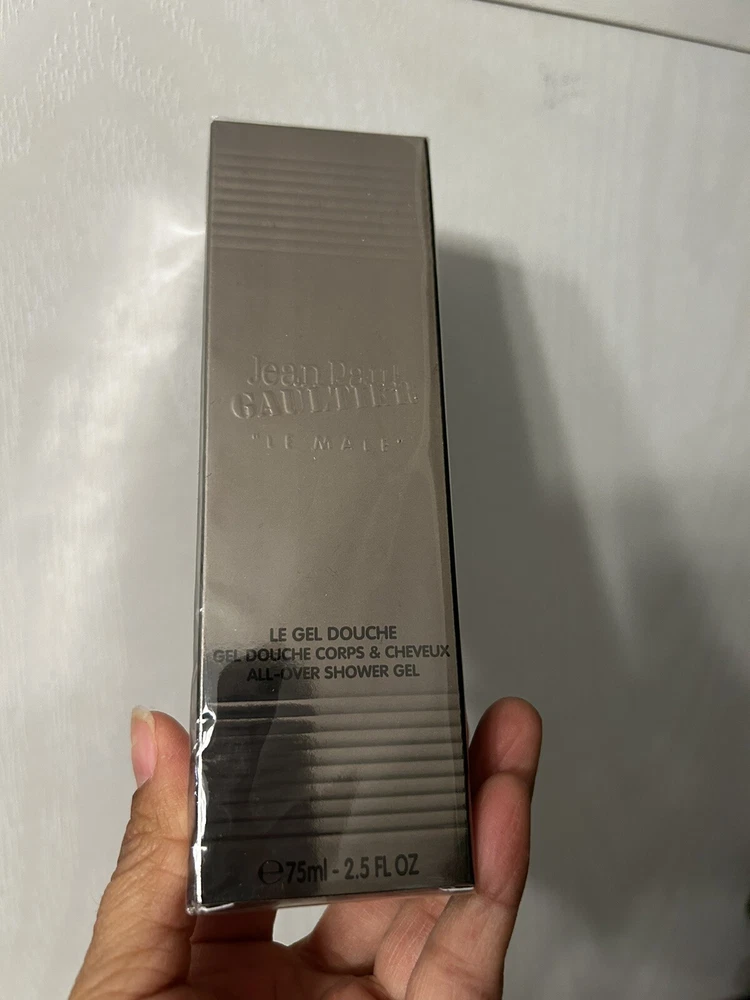 Jean Paul
GAULTIER
"LE MALE"
LE GEL DOUCHE
GEL DOUCHE CORPS & CHEVEUX
ALL-OVER SHOWER GEL
℮75ml - 2.5 FL OZ